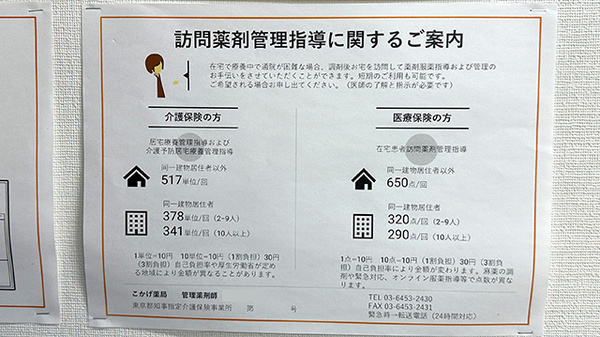 訪問薬剤管理指導に関するご案内
在宅で療養中で通院が困難な場合、調剤後お宅を訪問して薬剤服薬指導および管理の
お手伝いをさせていただくことができます。短期のご利用も可能です。
ご希望される場合お申し出てください。（医師の了解と指示が必要です）
介護保険の方
居宅療養管理指導および
介護予防居宅療養管理指導
同一建物居住者以外
517単位/回
同一建物居住者
378単位/回 (2~9人)
341単位/回 (10人以上)
1単位=10円 10単位=10円（1割負担）30円
（3割負担）自己負担率や厚生労働省が定め
る地域により金額が異なることがあります。
医療保険の方
在宅患者訪問薬剤管理指導
同一建物居住者以外
650点/回
同一建物居住者
320点/回 (2~9人)
290点/回 (10人以上)
1点=10円 10点=10円（1割負担）30円（3割負
担）自己負担率により金額が変わります。麻薬の調
剤や緊急対応、オンライン服薬指導等で点数が異な
ります。
こかげ薬局 管理薬剤師
東京都知事指定介護保険事業所 第 号
TEL 03-6453-2430
FAX 03-6453-2431
緊急時→転送電話（24時間対応）